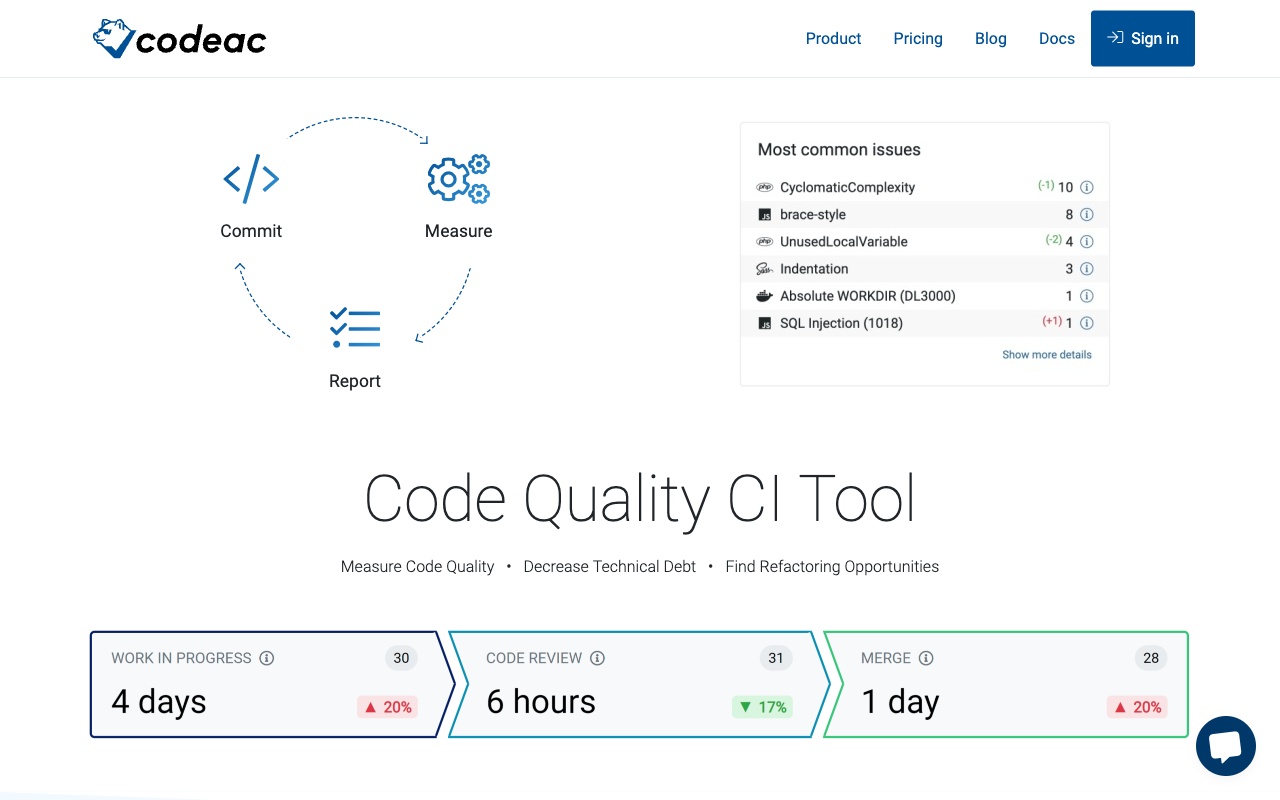 codeac
Product Pricing Blog Docs Sign in
Commit
Measure
Report
Most common issues
php CyclomaticComplexity (-1) 10
JS brace-style 8
php UnusedLocalVariable (-2) 4
Sass Indentation 3
Absolute WORKDIR (DL3000) 1
JS SQL Injection (1018) (+1) 1
Show more details
Code Quality CI Tool
Measure Code Quality • Decrease Technical Debt • Find Refactoring Opportunities
WORK IN PROGRESS 30
4 days ▲ 20%
CODE REVIEW 31
6 hours ▼ 17%
MERGE 28
1 day ▲ 20%